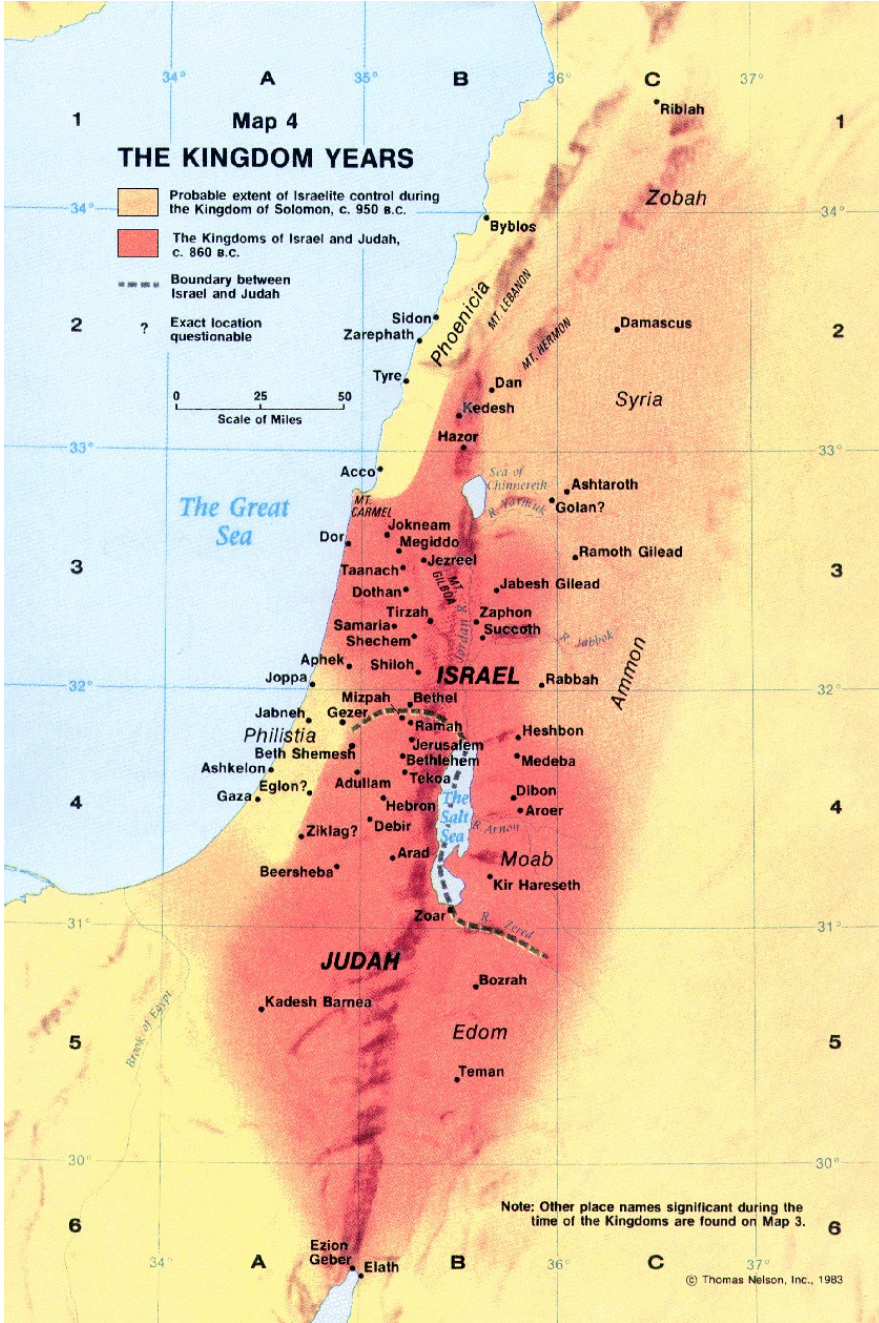 34°
A
35°
B
36°
C
37°
1
Map 4
THE KINGDOM YEARS
Probable extent of Israelite control during
the Kingdom of Solomon, c. 950 B.C.
The Kingdoms of Israel and Judah,
c. 860 B.C.
Boundary between
Israel and Judah
?
Exact location
questionable
0
25
50
Scale of Miles
1
Riblah
Zobah
34°
34°
Byblos
MT. LEBANON
Phoenicia
2
Sidon
Zarephath
Damascus
2
MT. HERMON
Tyre
Dan
Syria
Kedesh
Hazor
33°
33°
Acco
Sea of
Chinnereth
Ashtaroth
R. Yarmuk
Golan?
MT.
CARMEL
The Great
Sea
Jokneam
Dor
Megiddo
Ramoth Gilead
Jezreel
3
Taanach
MT.
GILBOA
3
Dothan
Jabesh Gilead
Tirzah
Zaphon
Samaria
Succoth
Jordan R.
R. Jabbok
Shechem
Aphek
Shiloh
ISRAEL
Ammon
Joppa
32°
Rabbah
32°
Mizpah
Bethel
Jabneh
Gezer
Ramah
Philistia
Heshbon
Jerusalem
Beth Shemesh
Bethlehem
Medeba
Ashkelon
Tekoa
Adullam
Eglon?
Gaza
The
Salt
Sea
Dibon
4
Hebron
Aroer
4
Debir
R. Arnon
Ziklag?
Arad
Moab
Beersheba
Kir Hareseth
Zoar
31°
R. Zered
31°
JUDAH
Bozrah
Kadesh Barnea
Brook of Egypt
Edom
5
5
Teman
30°
30°
Note: Other place names significant during the
time of the Kingdoms are found on Map 3.
6
6
Ezion
Geber
Elath
34°
A
B
36°
C
37°
© Thomas Nelson, Inc., 1983